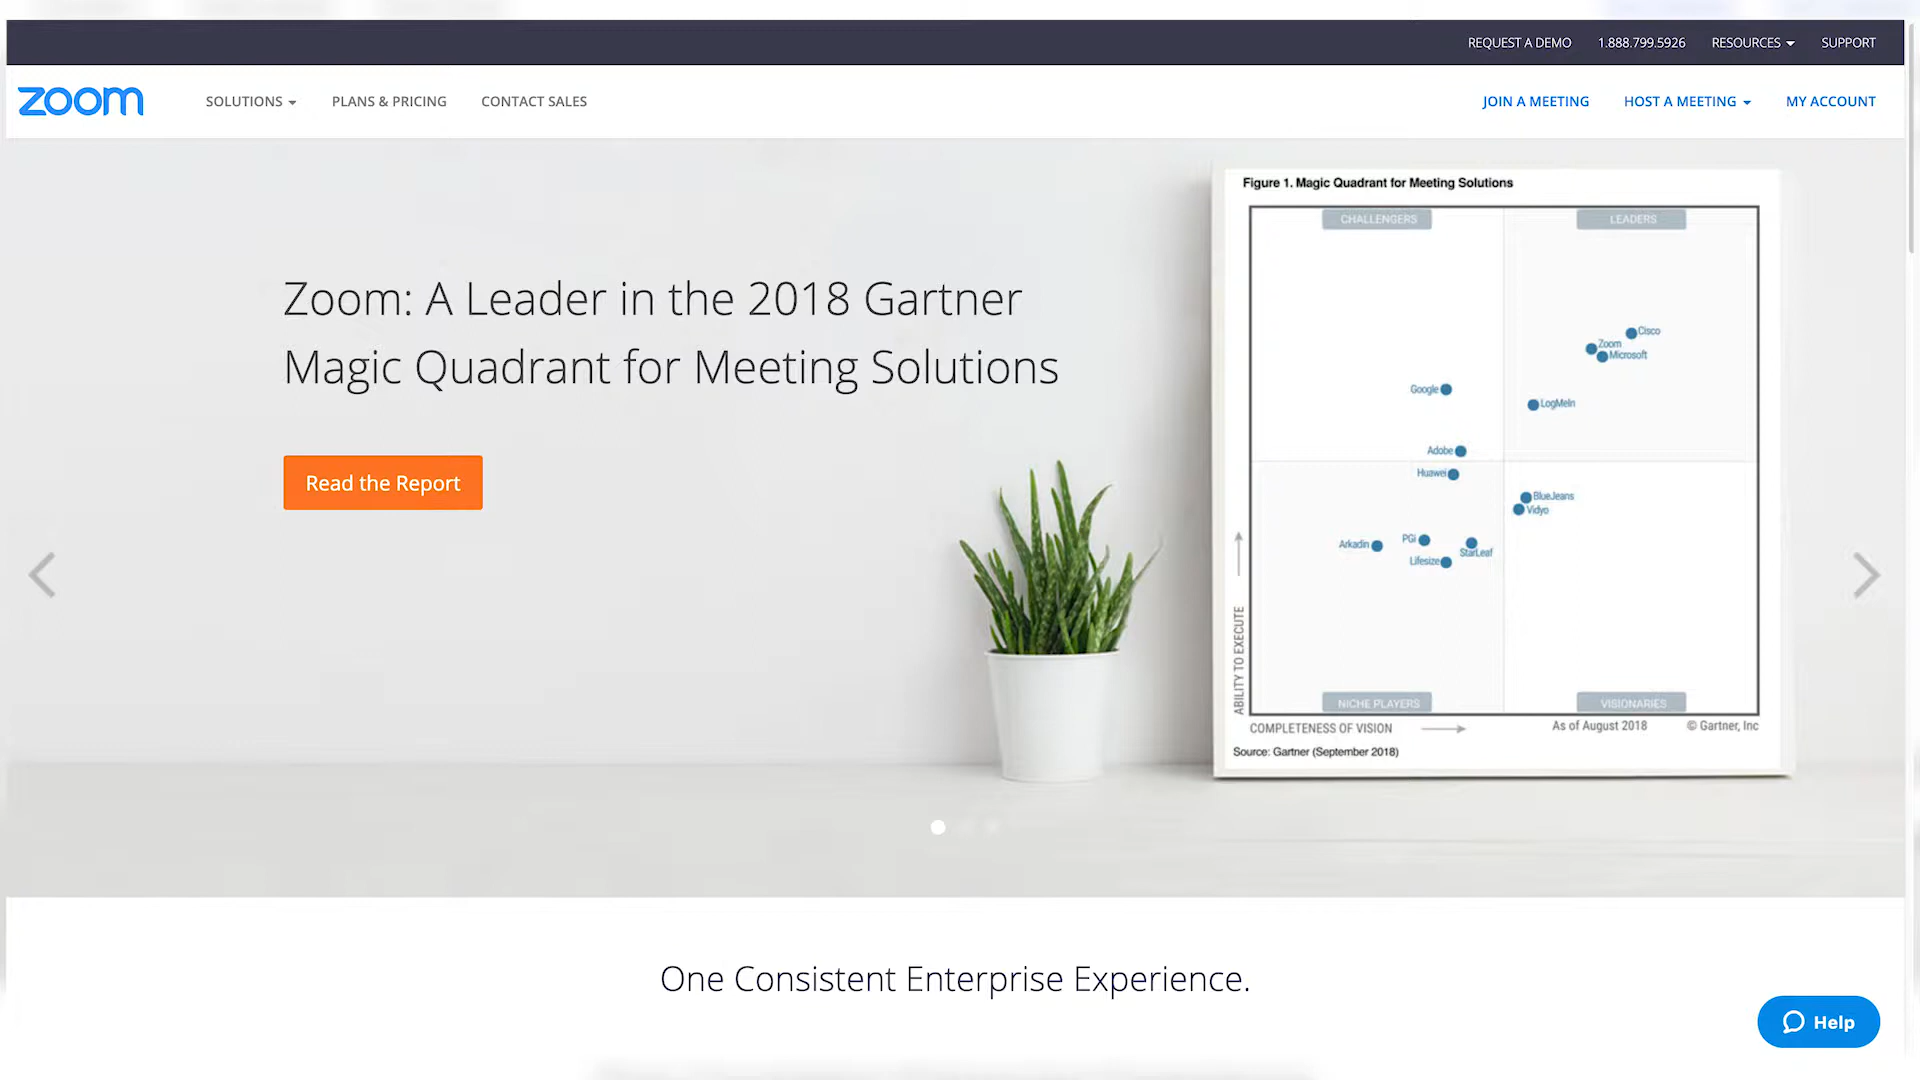 REQUEST A DEMO 1.888.799.5926 RESOURCES SUPPORT
zoom SOLUTIONS PLANS & PRICING CONTACT SALES JOIN A MEETING HOST A MEETING MY ACCOUNT
Zoom: A Leader in the 2018 Gartner
Magic Quadrant for Meeting Solutions
Read the Report
Figure 1. Magic Quadrant for Meeting Solutions
CHALLENGERS LEADERS
Cisco
Zoom
Microsoft
Google
LogMeIn
Adobe
Huawei
BlueJeans
Vidyo
Arkadin
PGi
StarLeaf
Lifesize
ABILITY TO EXECUTE
NICHE PLAYERS VISIONARIES
COMPLETENESS OF VISION As of August 2018 © Gartner, Inc
Source: Gartner (September 2018)
One Consistent Enterprise Experience.
Help